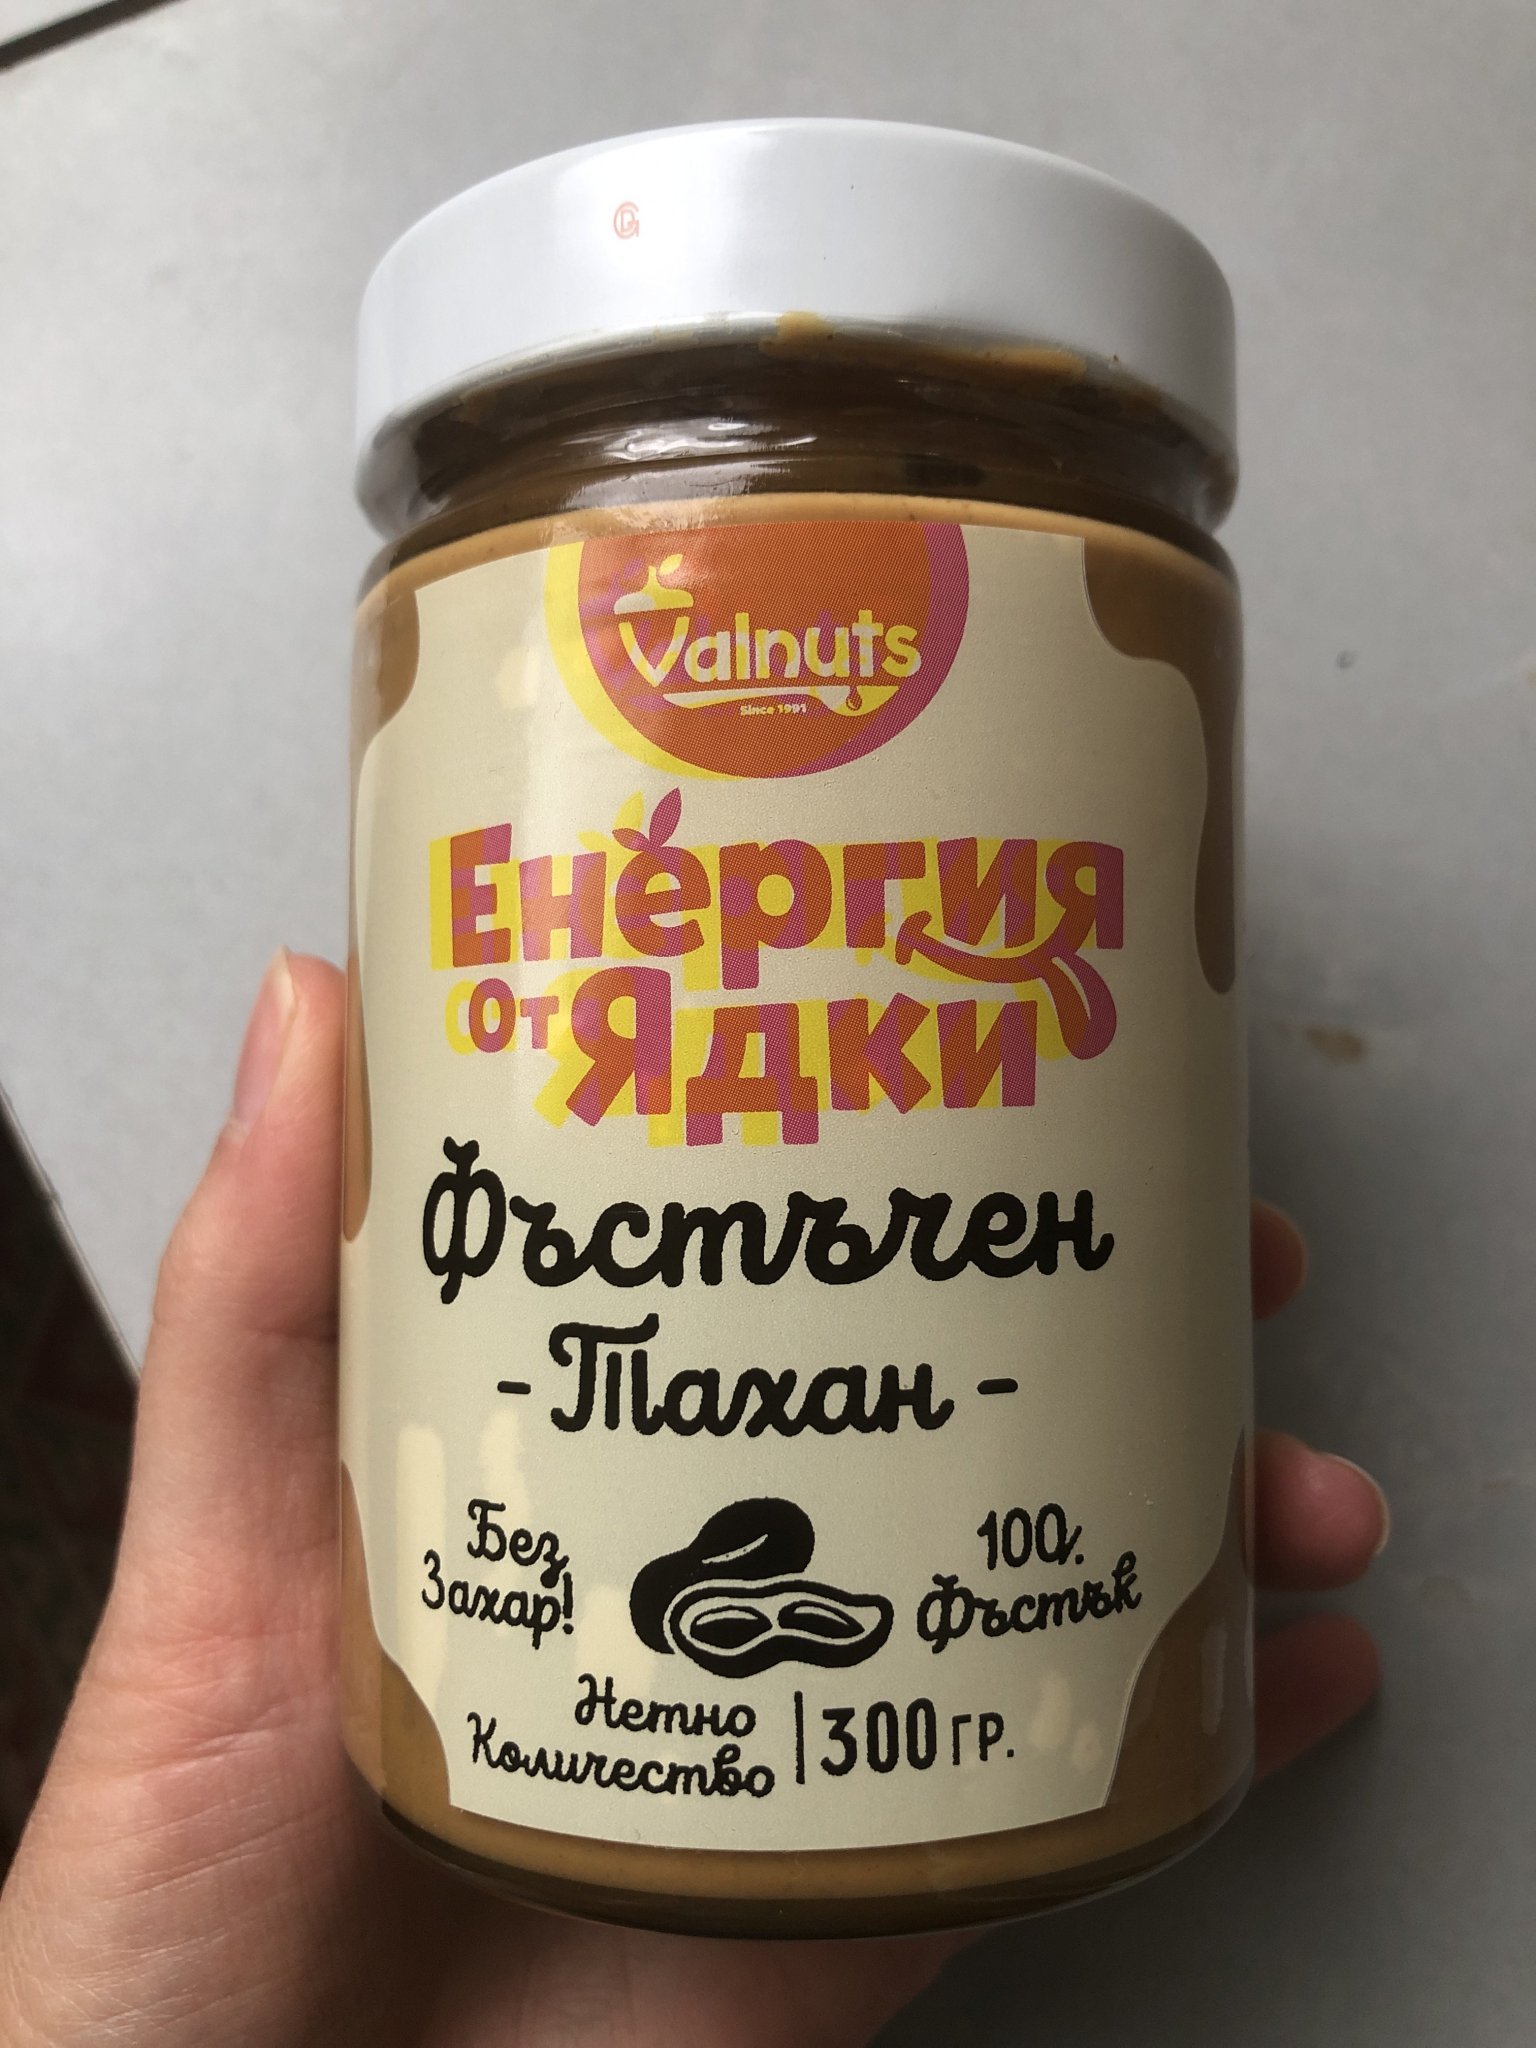 Valnuts
Since 1991
Енергия
от Ядки
Фъстъчен
- Тахан -
Без
Захар!
100%
Фъстък
Нетно
Количество
300 ГР.